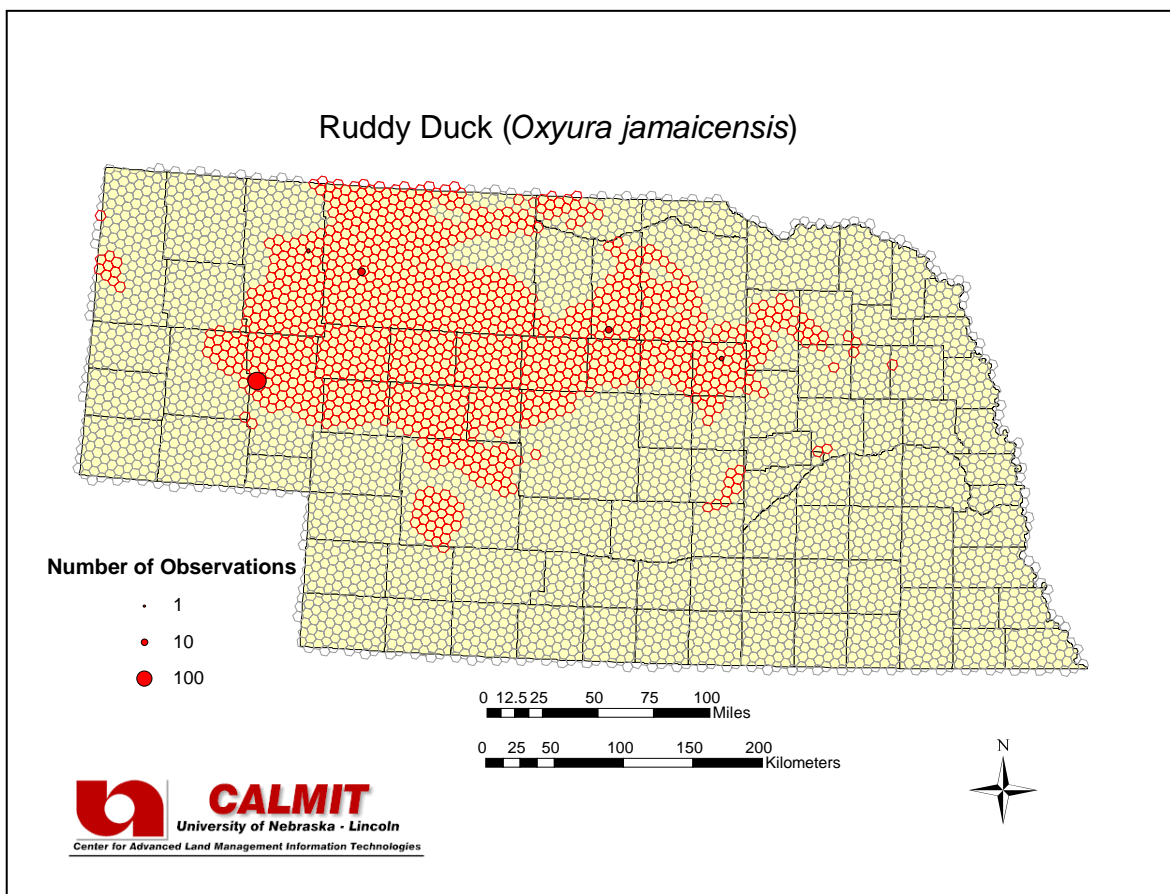 Ruddy Duck (Oxyura jamaicensis)
Number of Observations
1
10
100
0 12.5 25 50 75 100
Miles
0 25 50 100 150 200
Kilometers
N
CALMIT
University of Nebraska - Lincoln
Center for Advanced Land Management Information Technologies